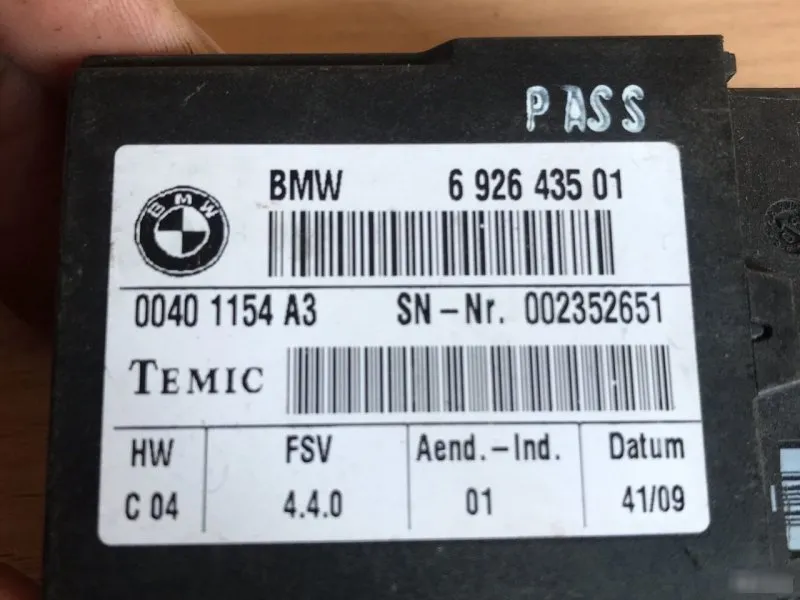 PASS
BMW 6 926 435 01
BMW
0040 1154 A3 SN-Nr. 002352651
TEMIC
HW FSV Aend.-Ind. Datum
C 04 4.4.0 01 41/09